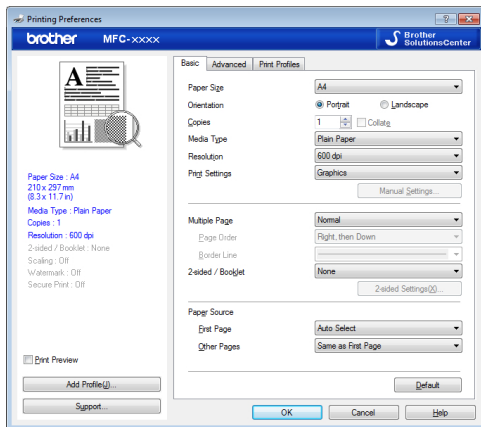 Printing Preferences
brother MFC-xxxx
Brother
SolutionsCenter
Basic Advanced Print Profiles
Paper Size A4
Orientation Portrait Landscape
Copies 1 Collate
Media Type Plain Paper
Resolution 600 dpi
Print Settings Graphics
Manual Settings...
Multiple Page Normal
Page Order Right, then Down
Border Line
2-sided / Booklet None
2-sided Settings(X)...
Paper Source
First Page Auto Select
Other Pages Same as First Page
Default
A
Paper Size : A4
210 x 297 mm
(8.3 x 11.7 in)
Media Type : Plain Paper
Copies : 1
Resolution : 600 dpi
2-sided / Booklet : None
Scaling : Off
Watermark : Off
Secure Print : Off
Print Preview
Add Profile(J)...
Support...
OK Cancel Help